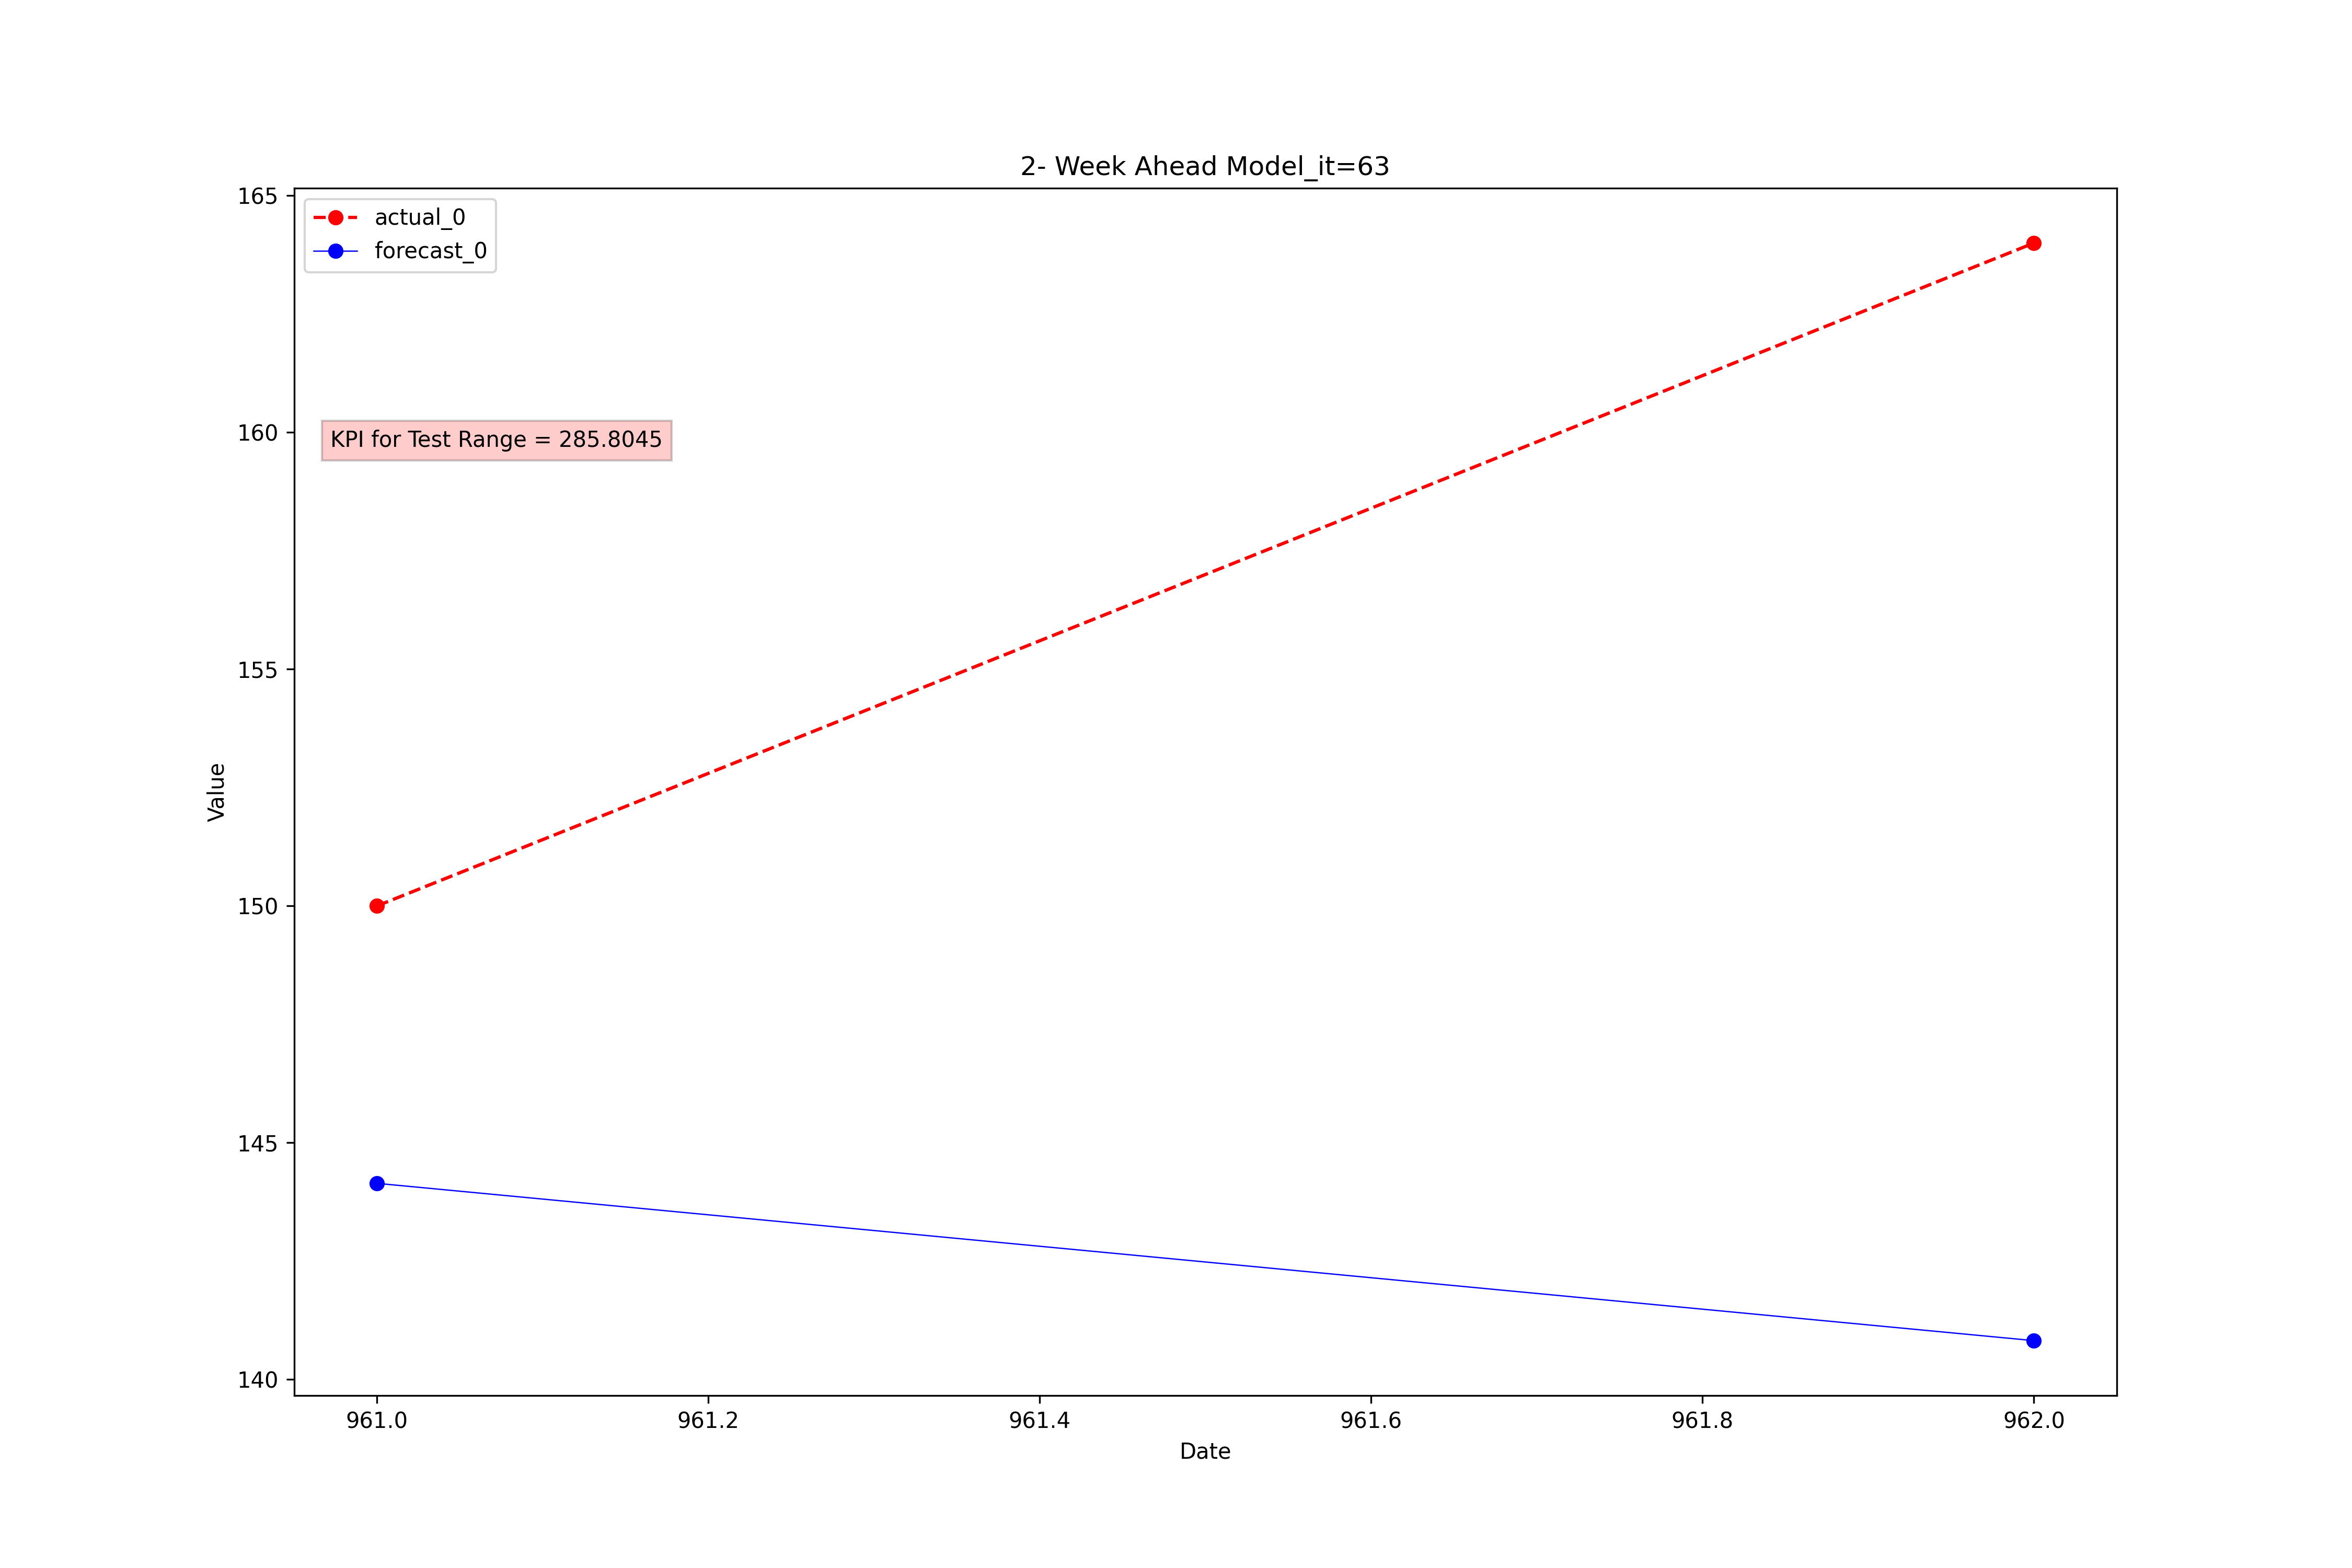 2- Week Ahead Model_it=63
165
actual_0
forecast_0
160
KPI for Test Range = 285.8045
155
Value
150
145
140
961.0 961.2 961.4 961.6 961.8 962.0
Date